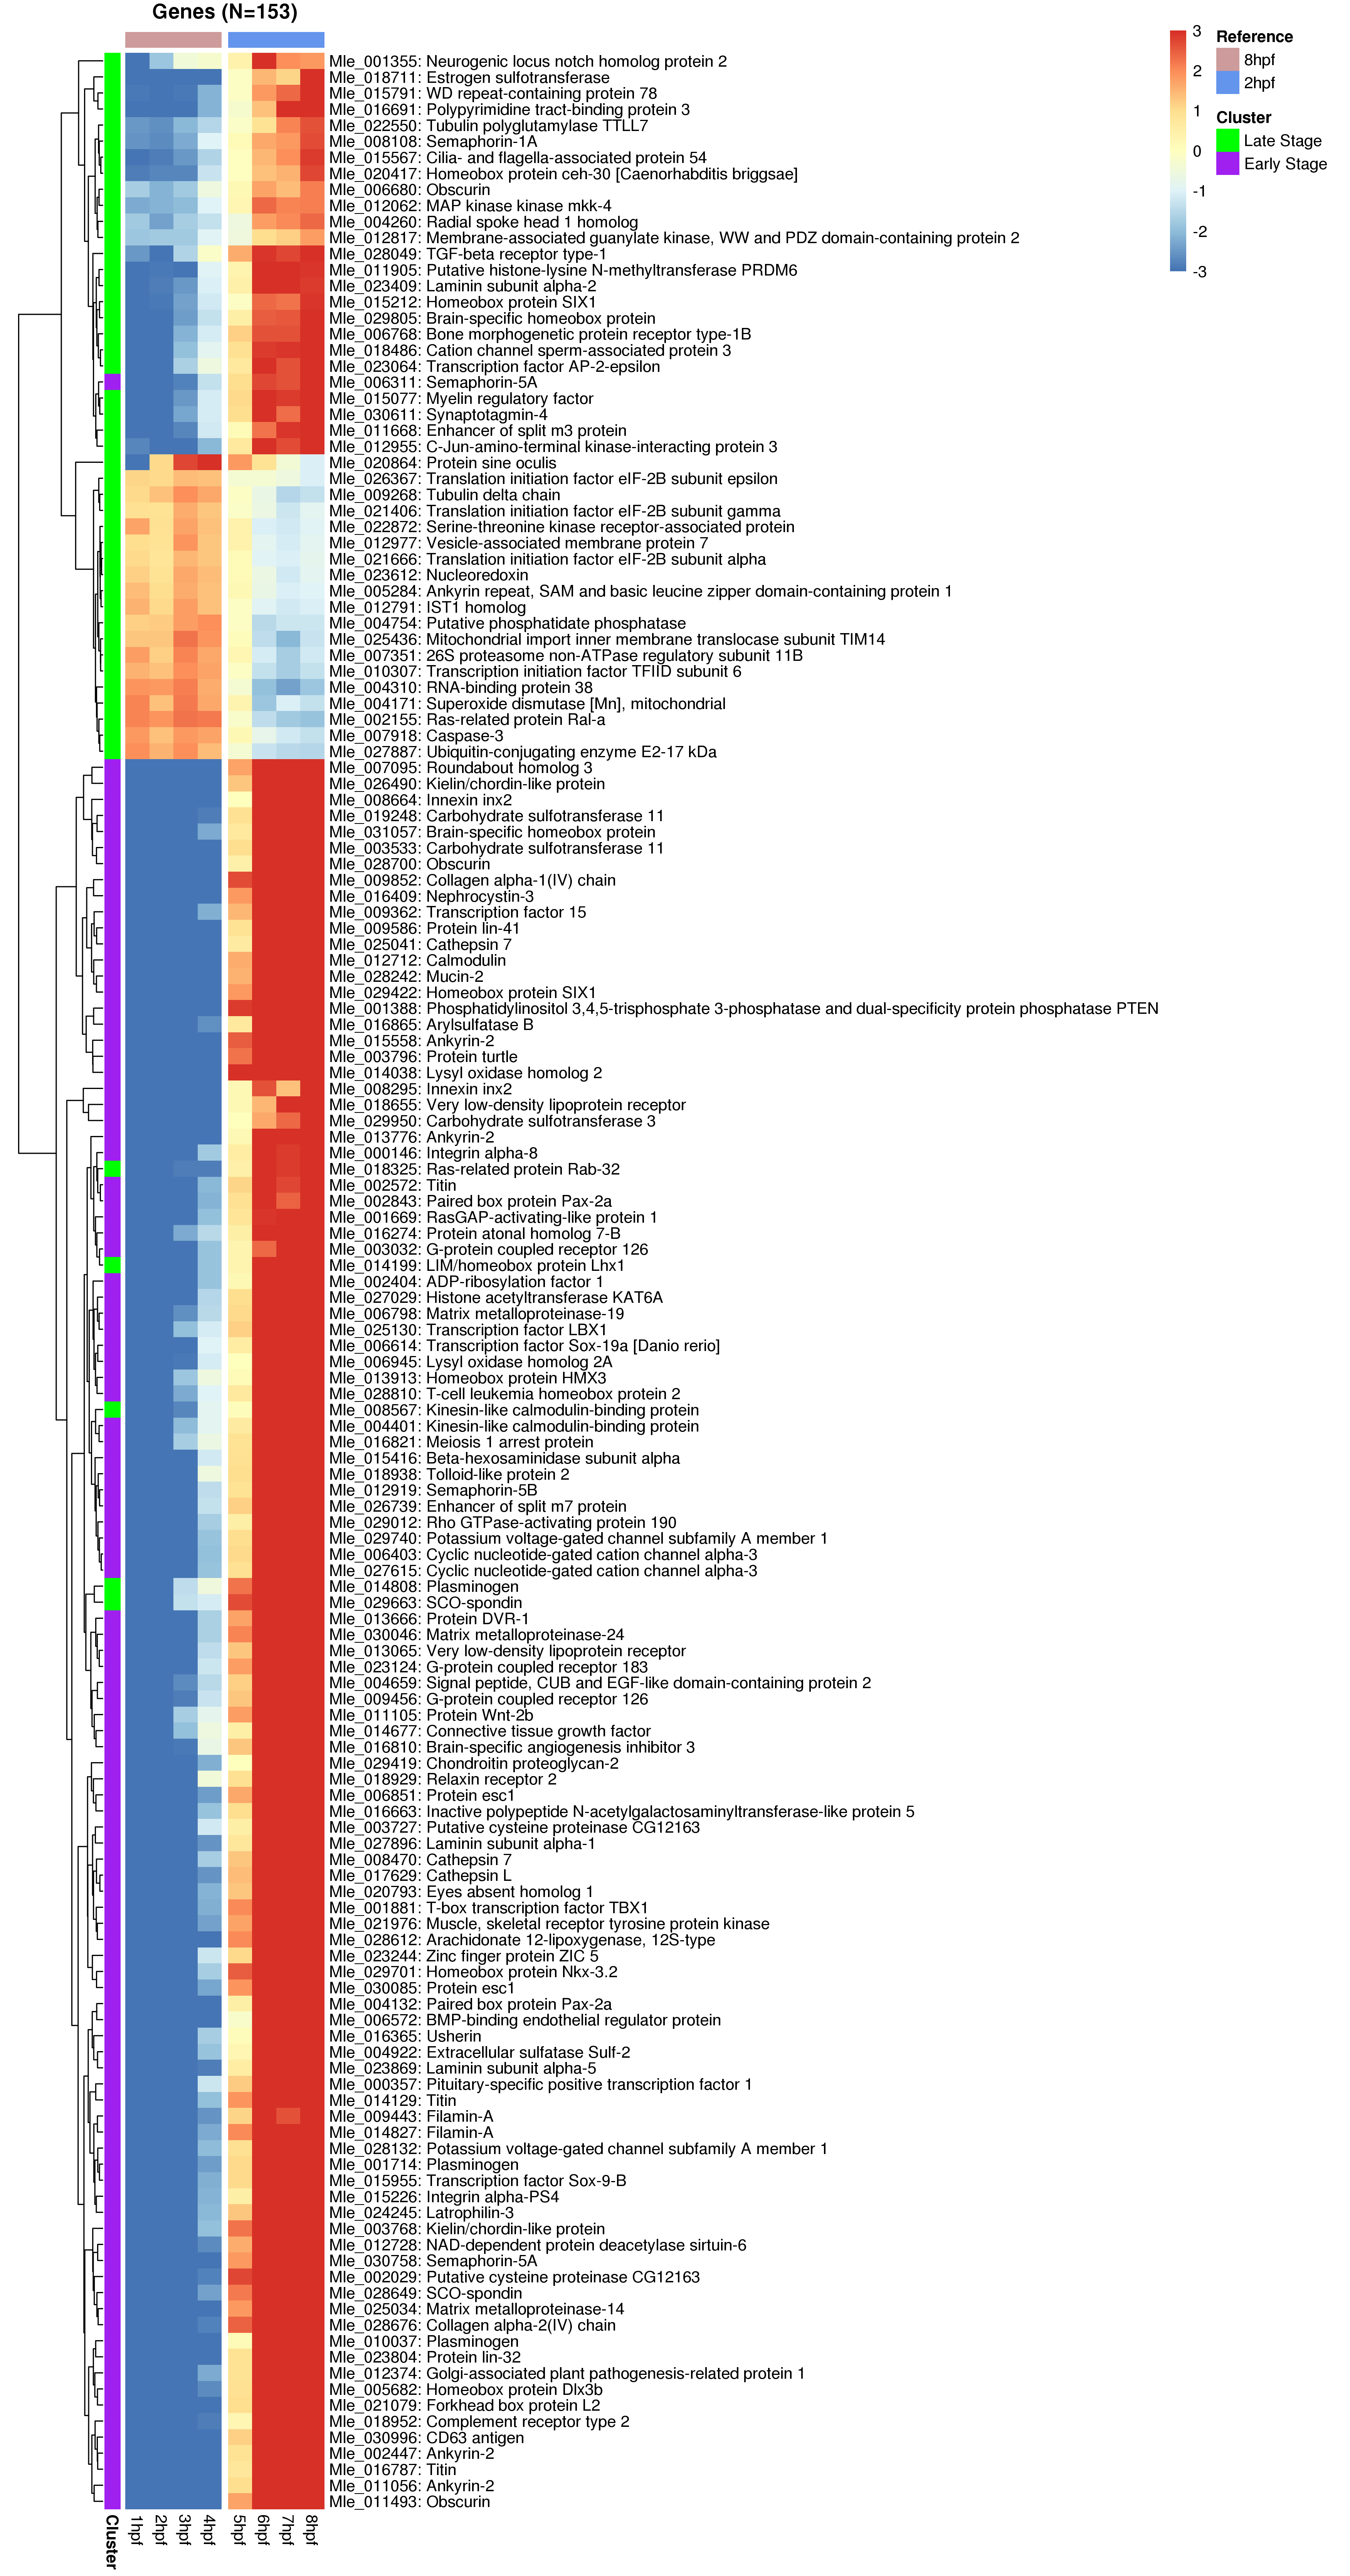 Genes (N=153)
Mle_001355: Neurogenic locus notch homolog protein 2
Mle_018711: Estrogen sulfotransferase
Mle_015791: WD repeat-containing protein 78
Mle_016691: Polypyrimidine tract-binding protein 3
Mle_022550: Tubulin polyglutamylase TTLL7
Mle_008108: Semaphorin-1A
Mle_015567: Cilia- and flagella-associated protein 54
Mle_020417: Homeobox protein ceh-30 [Caenorhabditis briggsae]
Mle_006680: Obscurin
Mle_012062: MAP kinase kinase mkk-4
Mle_004260: Radial spoke head 1 homolog
Mle_012817: Membrane-associated guanylate kinase, WW and PDZ domain-containing protein 2
Mle_028049: TGF-beta receptor type-1
Mle_011905: Putative histone-lysine N-methyltransferase PRDM6
Mle_023409: Laminin subunit alpha-2
Mle_015212: Homeobox protein SIX1
Mle_029805: Brain-specific homeobox protein
Mle_006768: Bone morphogenetic protein receptor type-1B
Mle_018486: Cation channel sperm-associated protein 3
Mle_023064: Transcription factor AP-2-epsilon
Mle_006311: Semaphorin-5A
Mle_015077: Myelin regulatory factor
Mle_030611: Synaptotagmin-4
Mle_011668: Enhancer of split m3 protein
Mle_012955: C-Jun-amino-terminal kinase-interacting protein 3
Mle_020864: Protein sine oculis
Mle_026367: Translation initiation factor eIF-2B subunit epsilon
Mle_009268: Tubulin delta chain
Mle_021406: Translation initiation factor eIF-2B subunit gamma
Mle_022872: Serine-threonine kinase receptor-associated protein
Mle_012977: Vesicle-associated membrane protein 7
Mle_021666: Translation initiation factor eIF-2B subunit alpha
Mle_023612: Nucleoredoxin
Mle_005284: Ankyrin repeat, SAM and basic leucine zipper domain-containing protein 1
Mle_012791: IST1 homolog
Mle_004754: Putative phosphatidate phosphatase
Mle_025436: Mitochondrial import inner membrane translocase subunit TIM14
Mle_007351: 26S proteasome non-ATPase regulatory subunit 11B
Mle_010307: Transcription initiation factor TFIID subunit 6
Mle_004310: RNA-binding protein 38
Mle_004171: Superoxide dismutase [Mn], mitochondrial
Mle_002155: Ras-related protein Ral-a
Mle_007918: Caspase-3
Mle_027887: Ubiquitin-conjugating enzyme E2-17 kDa
Mle_007095: Roundabout homolog 3
Mle_026490: Kielin/chordin-like protein
Mle_008664: Innexin inx2
Mle_019248: Carbohydrate sulfotransferase 11
Mle_031057: Brain-specific homeobox protein
Mle_003533: Carbohydrate sulfotransferase 11
Mle_028700: Obscurin
Mle_009852: Collagen alpha-1(IV) chain
Mle_016409: Nephrocystin-3
Mle_009362: Transcription factor 15
Mle_009586: Protein lin-41
Mle_025041: Cathepsin 7
Mle_012712: Calmodulin
Mle_028242: Mucin-2
Mle_029422: Homeobox protein SIX1
Mle_001388: Phosphatidylinositol 3,4,5-trisphosphate 3-phosphatase and dual-specificity protein phosphatase PTEN
Mle_016865: Arylsulfatase B
Mle_015558: Ankyrin-2
Mle_003796: Protein turtle
Mle_014038: Lysyl oxidase homolog 2
Mle_008295: Innexin inx2
Mle_018655: Very low-density lipoprotein receptor
Mle_029950: Carbohydrate sulfotransferase 3
Mle_013776: Ankyrin-2
Mle_000146: Integrin alpha-8
Mle_018325: Ras-related protein Rab-32
Mle_002572: Titin
Mle_002843: Paired box protein Pax-2a
Mle_001669: RasGAP-activating-like protein 1
Mle_016274: Protein atonal homolog 7-B
Mle_003032: G-protein coupled receptor 126
Mle_014199: LIM/homeobox protein Lhx1
Mle_002404: ADP-ribosylation factor 1
Mle_027029: Histone acetyltransferase KAT6A
Mle_006798: Matrix metalloproteinase-19
Mle_025130: Transcription factor LBX1
Mle_006614: Transcription factor Sox-19a [Danio rerio]
Mle_006945: Lysyl oxidase homolog 2A
Mle_013913: Homeobox protein HMX3
Mle_028810: T-cell leukemia homeobox protein 2
Mle_008567: Kinesin-like calmodulin-binding protein
Mle_004401: Kinesin-like calmodulin-binding protein
Mle_016821: Meiosis 1 arrest protein
Mle_015416: Beta-hexosaminidase subunit alpha
Mle_018938: Tolloid-like protein 2
Mle_012919: Semaphorin-5B
Mle_026739: Enhancer of split m7 protein
Mle_029012: Rho GTPase-activating protein 190
Mle_029740: Potassium voltage-gated channel subfamily A member 1
Mle_006403: Cyclic nucleotide-gated cation channel alpha-3
Mle_027615: Cyclic nucleotide-gated cation channel alpha-3
Mle_014808: Plasminogen
Mle_029663: SCO-spondin
Mle_013666: Protein DVR-1
Mle_030046: Matrix metalloproteinase-24
Mle_013065: Very low-density lipoprotein receptor
Mle_023124: G-protein coupled receptor 183
Mle_004659: Signal peptide, CUB and EGF-like domain-containing protein 2
Mle_009456: G-protein coupled receptor 126
Mle_011105: Protein Wnt-2b
Mle_014677: Connective tissue growth factor
Mle_016810: Brain-specific angiogenesis inhibitor 3
Mle_029419: Chondroitin proteoglycan-2
Mle_018929: Relaxin receptor 2
Mle_006851: Protein esc1
Mle_016663: Inactive polypeptide N-acetylgalactosaminyltransferase-like protein 5
Mle_003727: Putative cysteine proteinase CG12163
Mle_027896: Laminin subunit alpha-1
Mle_008470: Cathepsin 7
Mle_017629: Cathepsin L
Mle_020793: Eyes absent homolog 1
Mle_001881: T-box transcription factor TBX1
Mle_021976: Muscle, skeletal receptor tyrosine protein kinase
Mle_028612: Arachidonate 12-lipoxygenase, 12S-type
Mle_023244: Zinc finger protein ZIC 5
Mle_029701: Homeobox protein Nkx-3.2
Mle_030085: Protein esc1
Mle_004132: Paired box protein Pax-2a
Mle_006572: BMP-binding endothelial regulator protein
Mle_016365: Usherin
Mle_004922: Extracellular sulfatase Sulf-2
Mle_023869: Laminin subunit alpha-5
Mle_000357: Pituitary-specific positive transcription factor 1
Mle_014129: Titin
Mle_009443: Filamin-A
Mle_014827: Filamin-A
Mle_028132: Potassium voltage-gated channel subfamily A member 1
Mle_001714: Plasminogen
Mle_015955: Transcription factor Sox-9-B
Mle_015226: Integrin alpha-PS4
Mle_024245: Latrophilin-3
Mle_003768: Kielin/chordin-like protein
Mle_012728: NAD-dependent protein deacetylase sirtuin-6
Mle_030758: Semaphorin-5A
Mle_002029: Putative cysteine proteinase CG12163
Mle_028649: SCO-spondin
Mle_025034: Matrix metalloproteinase-14
Mle_028676: Collagen alpha-2(IV) chain
Mle_010037: Plasminogen
Mle_023804: Protein lin-32
Mle_012374: Golgi-associated plant pathogenesis-related protein 1
Mle_005682: Homeobox protein Dlx3b
Mle_021079: Forkhead box protein L2
Mle_018952: Complement receptor type 2
Mle_030996: CD63 antigen
Mle_002447: Ankyrin-2
Mle_016787: Titin
Mle_011056: Ankyrin-2
Mle_011493: Obscurin
Cluster
1hpf
2hpf
3hpf
4hpf
5hpf
6hpf
7hpf
8hpf
3
2
1
0
-1
-2
-3
Reference
8hpf
2hpf
Cluster
Late Stage
Early Stage